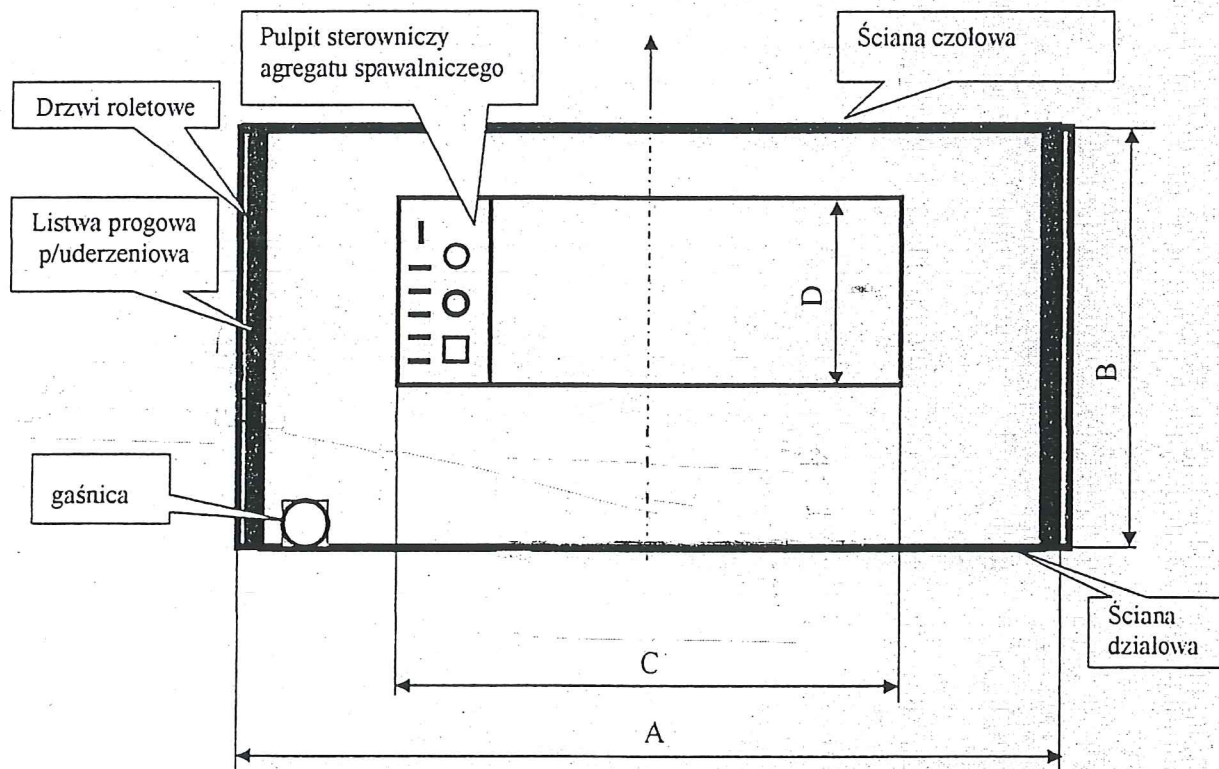 Pulpit sterowniczy
agregatu spawalniczego
Ściana czołowa
Drzwi roletowe
Listwa progowa
p/uderzeniowa
D
B
gaśnica
Ściana
działowa
C
A